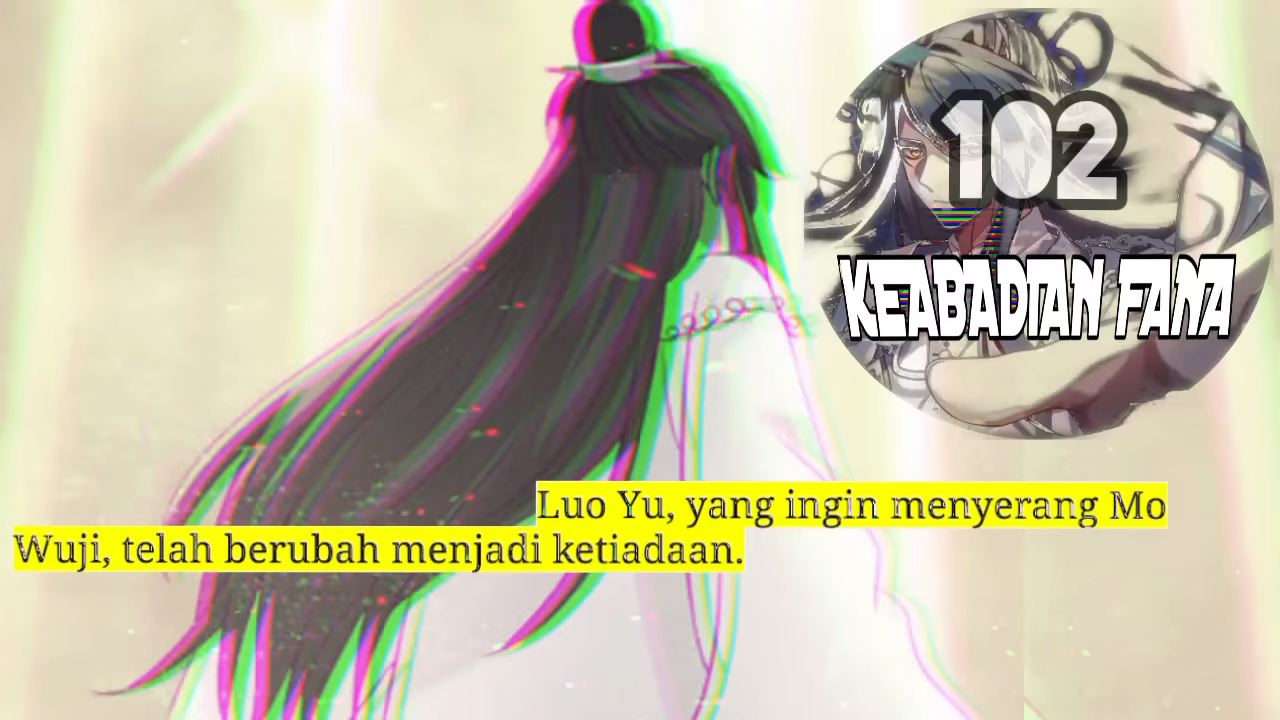 102
KEABADIAN FANA
Luo Yu, yang ingin menyerang Mo
Wuji, telah berubah menjadi ketiadaan.